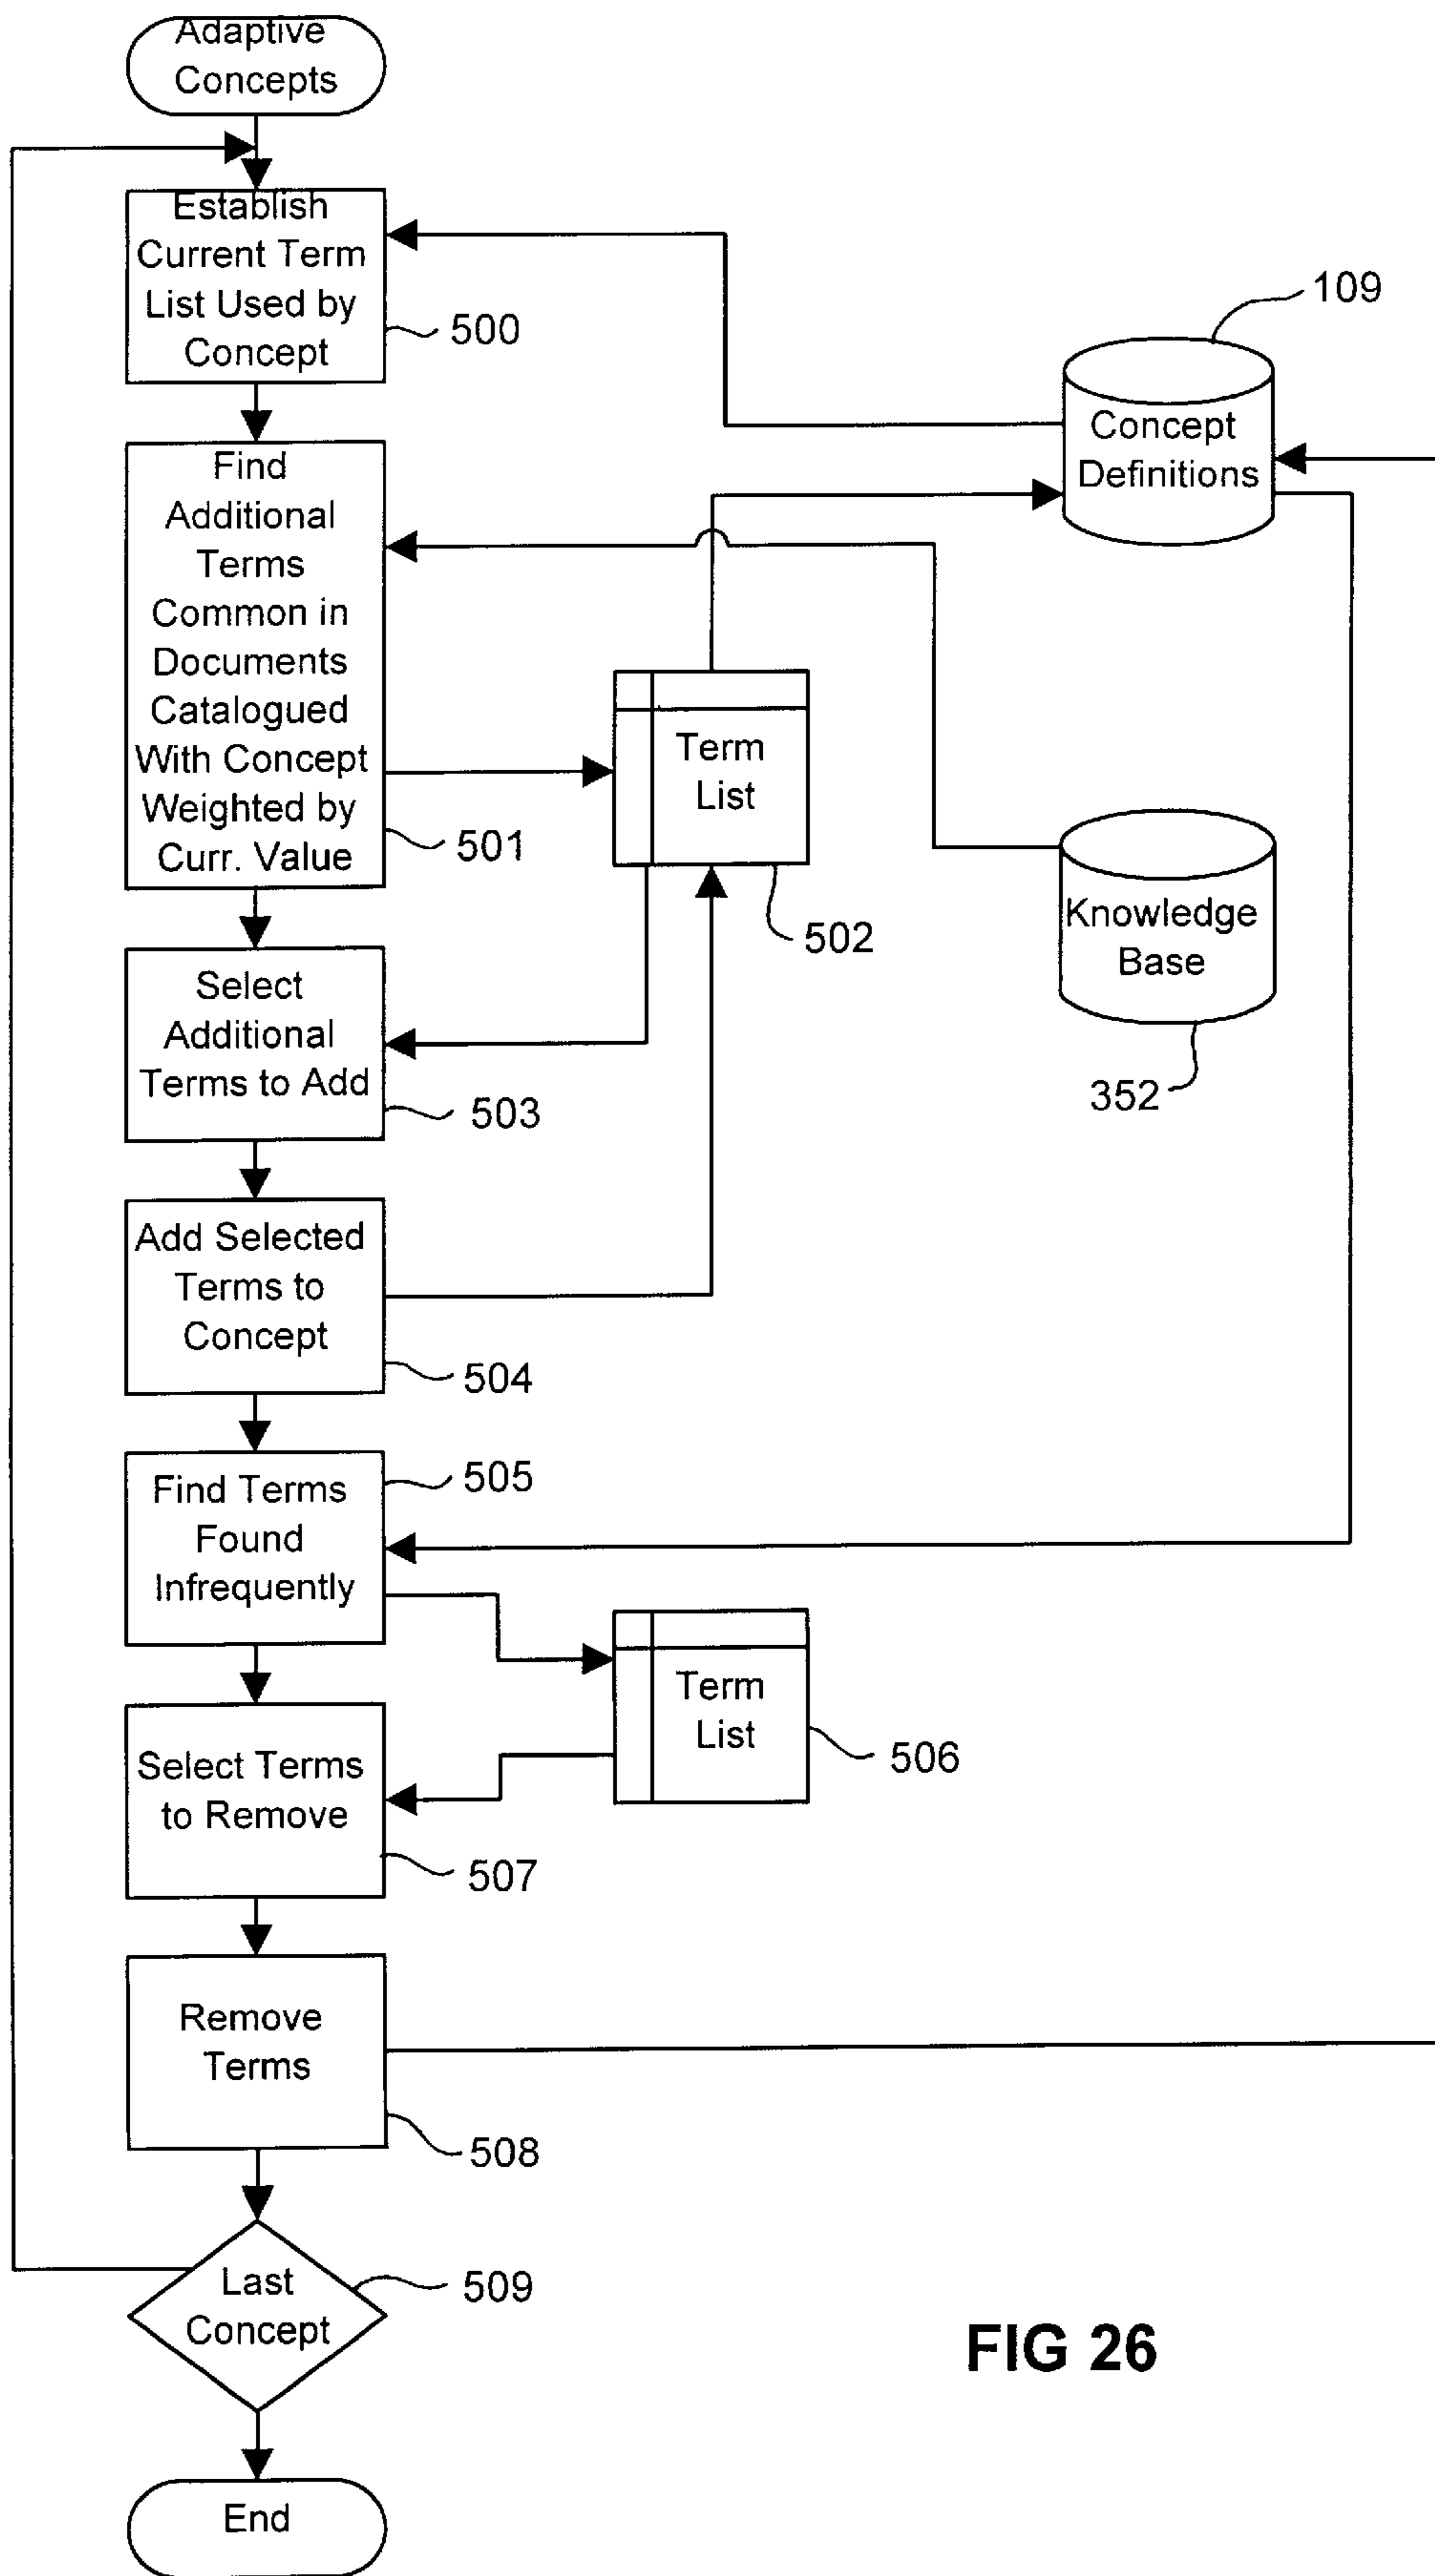 Adaptive
Concepts
Establish
Current Term
List Used by
Concept
500
109
Concept
Definitions
Find
Additional
Terms
Common in
Documents
Catalogued
With Concept
Weighted by
Curr. Value
501
Term
List
502
Knowledge
Base
352
Select
Additional
Terms to Add
503
Add Selected
Terms to
Concept
504
Find Terms
Found
Infrequently
505
Term
List
506
Select Terms
to Remove
507
Remove
Terms
508
Last
Concept
509
End
FIG 26